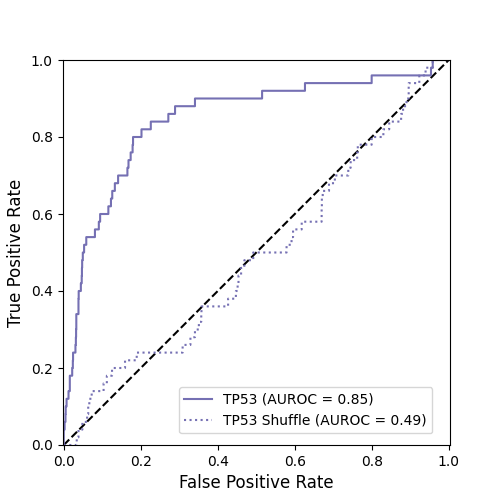 1.0
0.8
0.6
0.4
0.2
0.0
True Positive Rate
TP53 (AUROC = 0.85)
TP53 Shuffle (AUROC = 0.49)
0.0 0.2 0.4 0.6 0.8 1.0
False Positive Rate